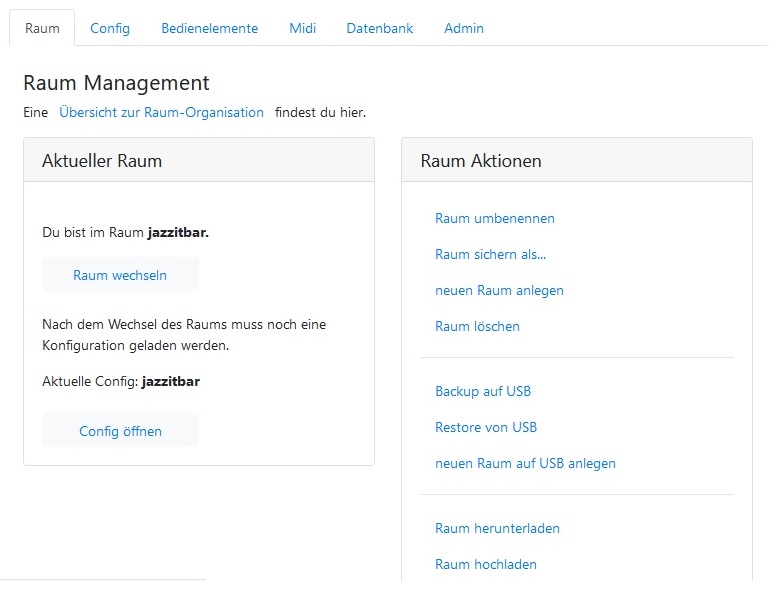 Raum Config Bedienelemente Midi Datenbank Admin
Raum Management
Eine Übersicht zur Raum-Organisation findest du hier.
Aktueller Raum
Du bist im Raum jazzitbar.
Raum wechseln
Nach dem Wechsel des Raums muss noch eine
Konfiguration geladen werden.
Aktuelle Config: jazzitbar
Config öffnen
Raum Aktionen
Raum umbenennen
Raum sichern als...
neuen Raum anlegen
Raum löschen
Backup auf USB
Restore von USB
neuen Raum auf USB anlegen
Raum herunterladen
Raum hochladen